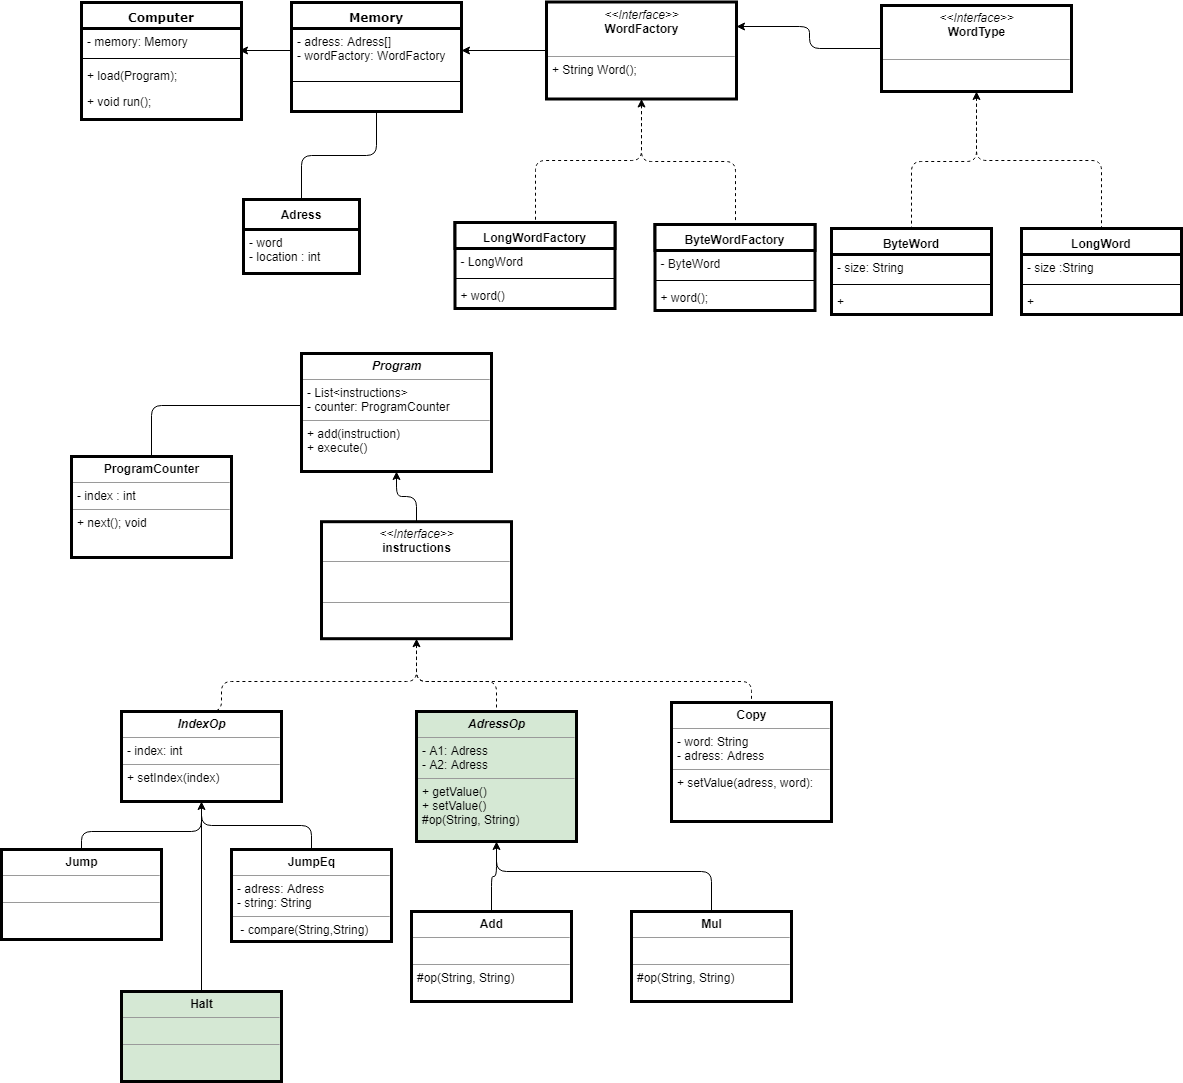 Computer
- memory: Memory
+ load(Program);
+ void run();
Memory
- adress: Adress[]
- wordFactory: WordFactory
<<Interface>>
WordFactory
+ String Word();
<<Interface>>
WordType
Adress
- word
- location : int
LongWordFactory
- LongWord
+ word()
ByteWordFactory
- ByteWord
+ word();
ByteWord
- size: String
+
LongWord
- size :String
+
Program
- List<instructions>
- counter: ProgramCounter
+ add(instruction)
+ execute()
ProgramCounter
- index : int
+ next(); void
<<Interface>>
instructions
IndexOp
- index: int
+ setIndex(index)
AdressOp
- A1: Adress
- A2: Adress
+ getValue()
+ setValue()
#op(String, String)
Copy
- word: String
- adress: Adress
+ setValue(adress, word):
Jump
JumpEq
- adress: Adress
- string: String
- compare(String,String)
Add
#op(String, String)
Mul
#op(String, String)
Halt